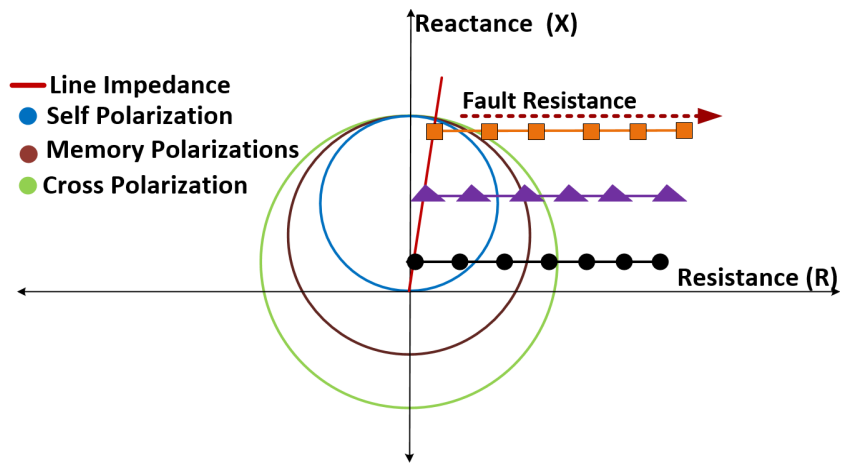 Reactance (X)
Line Impedance
Self Polarization
Memory Polarizations
Cross Polarization
Fault Resistance
Resistance (R)